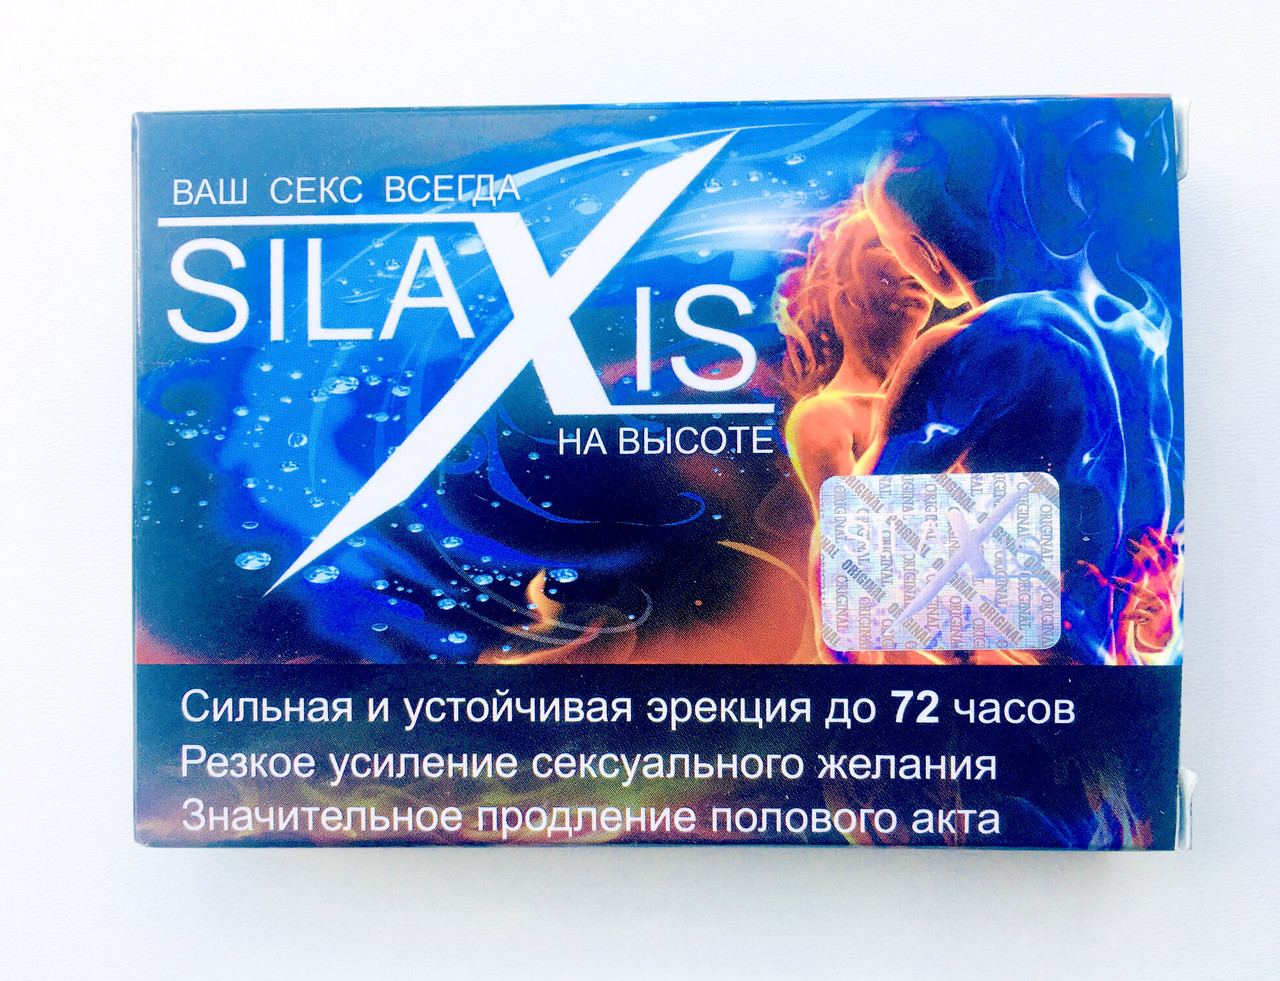 ВАШ СЕКС ВСЕГДА
SILAXIS
НА ВЫСОТЕ
ORIGINAL
Сильная и устойчивая эрекция до 72 часов
Резкое усиление сексуального желания
Значительное продление полового акта